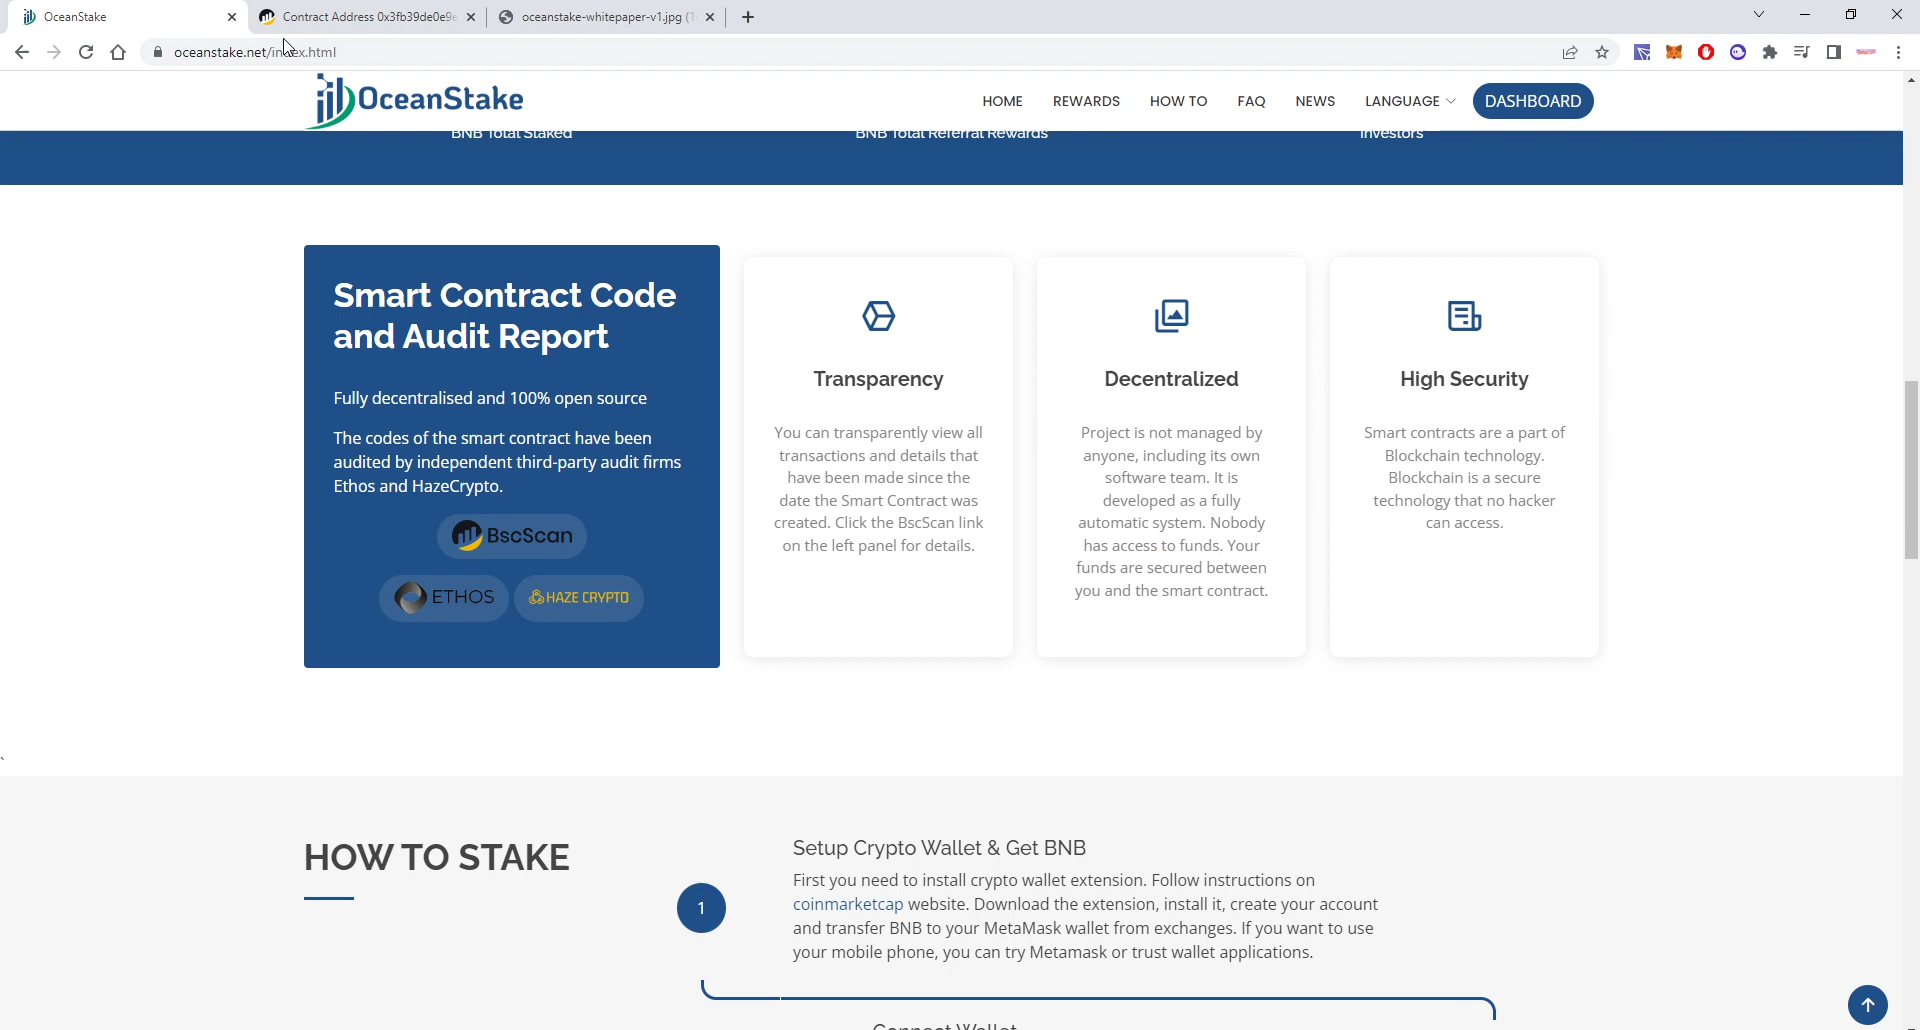 OceanStake
Contract Address 0x3fb39de0e9e
oceanstake-whitepaper-v1.jpg (1
oceanstake.net/index.html
OceanStake
HOME
REWARDS
HOW TO
FAQ
NEWS
LANGUAGE
DASHBOARD
BNB Total Staked
BNB Total Referral Rewards
Investors
Smart Contract Code
and Audit Report
Fully decentralised and 100% open source
The codes of the smart contract have been
audited by independent third-party audit firms
Ethos and HazeCrypto.
BscScan
ETHOS
HAZE CRYPTO
Transparency
You can transparently view all
transactions and details that
have been made since the
date the Smart Contract was
created. Click the BscScan link
on the left panel for details.
Decentralized
Project is not managed by
anyone, including its own
software team. It is
developed as a fully
automatic system. Nobody
has access to funds. Your
funds are secured between
you and the smart contract.
High Security
Smart contracts are a part of
Blockchain technology.
Blockchain is a secure
technology that no hacker
can access.
`
HOW TO STAKE
1
Setup Crypto Wallet & Get BNB
First you need to install crypto wallet extension. Follow instructions on
coinmarketcap website. Download the extension, install it, create your account
and transfer BNB to your MetaMask wallet from exchanges. If you want to use
your mobile phone, you can try Metamask or trust wallet applications.
Connect Wallet